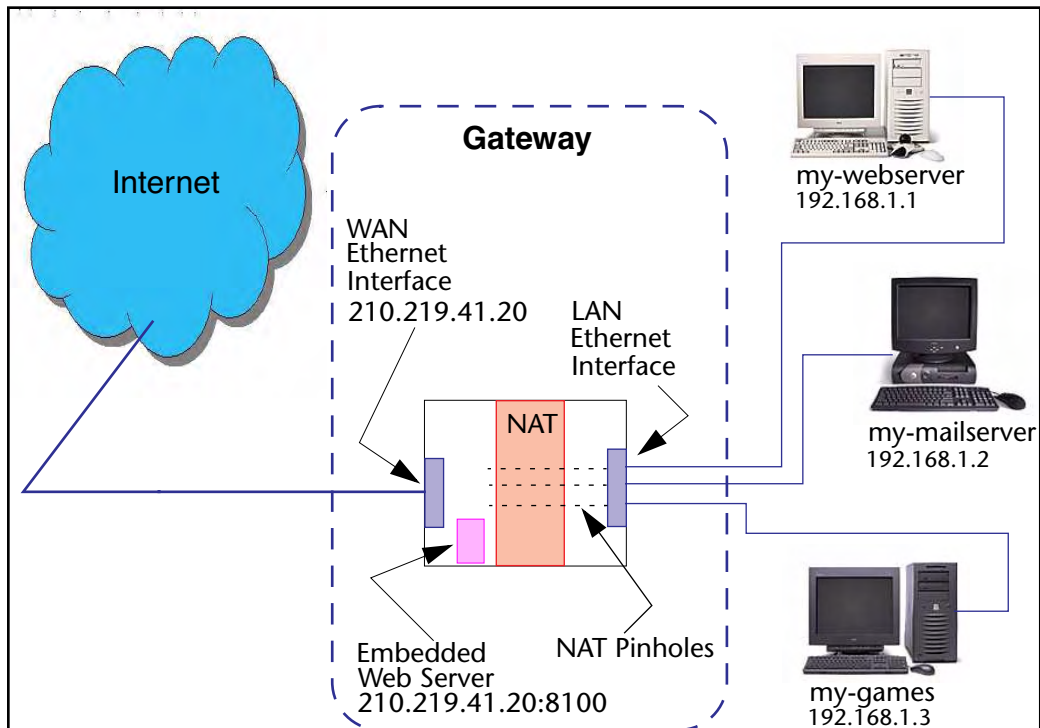 Gateway
Internet
WAN
Ethernet
Interface
210.219.41.20
LAN
Ethernet
Interface
NAT
Embedded
Web Server
210.219.41.20:8100
NAT Pinholes
my-webserver
192.168.1.1
my-mailserver
192.168.1.2
my-games
192.168.1.3